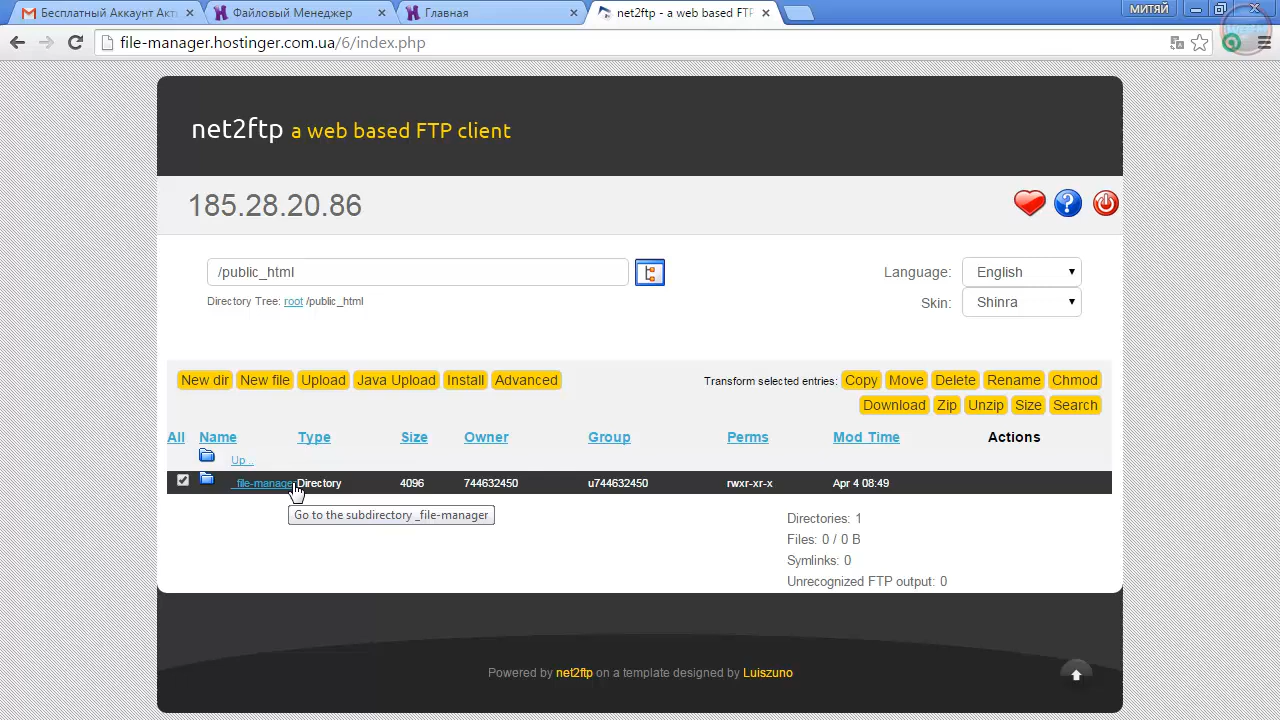 Бесплатный Аккаунт Акт
Файловый Менеджер
Главная
net2ftp - a web based FTP
МИТЯЙ
file-manager.hostinger.com.ua/6/index.php
net2ftp a web based FTP client
185.28.20.86
/public_html
Language: English
Directory Tree: root /public_html
Skin: Shinra
New dir New file Upload Java Upload Install Advanced
Transform selected entries: Copy Move Delete Rename Chmod
Download Zip Unzip Size Search
All Name Type Size Owner Group Perms Mod Time Actions
Up ..
_file-manager Directory 4096 744632450 u744632450 rwxr-xr-x Apr 4 08:49
Go to the subdirectory _file-manager
Directories: 1
Files: 0 / 0 B
Symlinks: 0
Unrecognized FTP output: 0
Powered by net2ftp on a template designed by Luiszuno